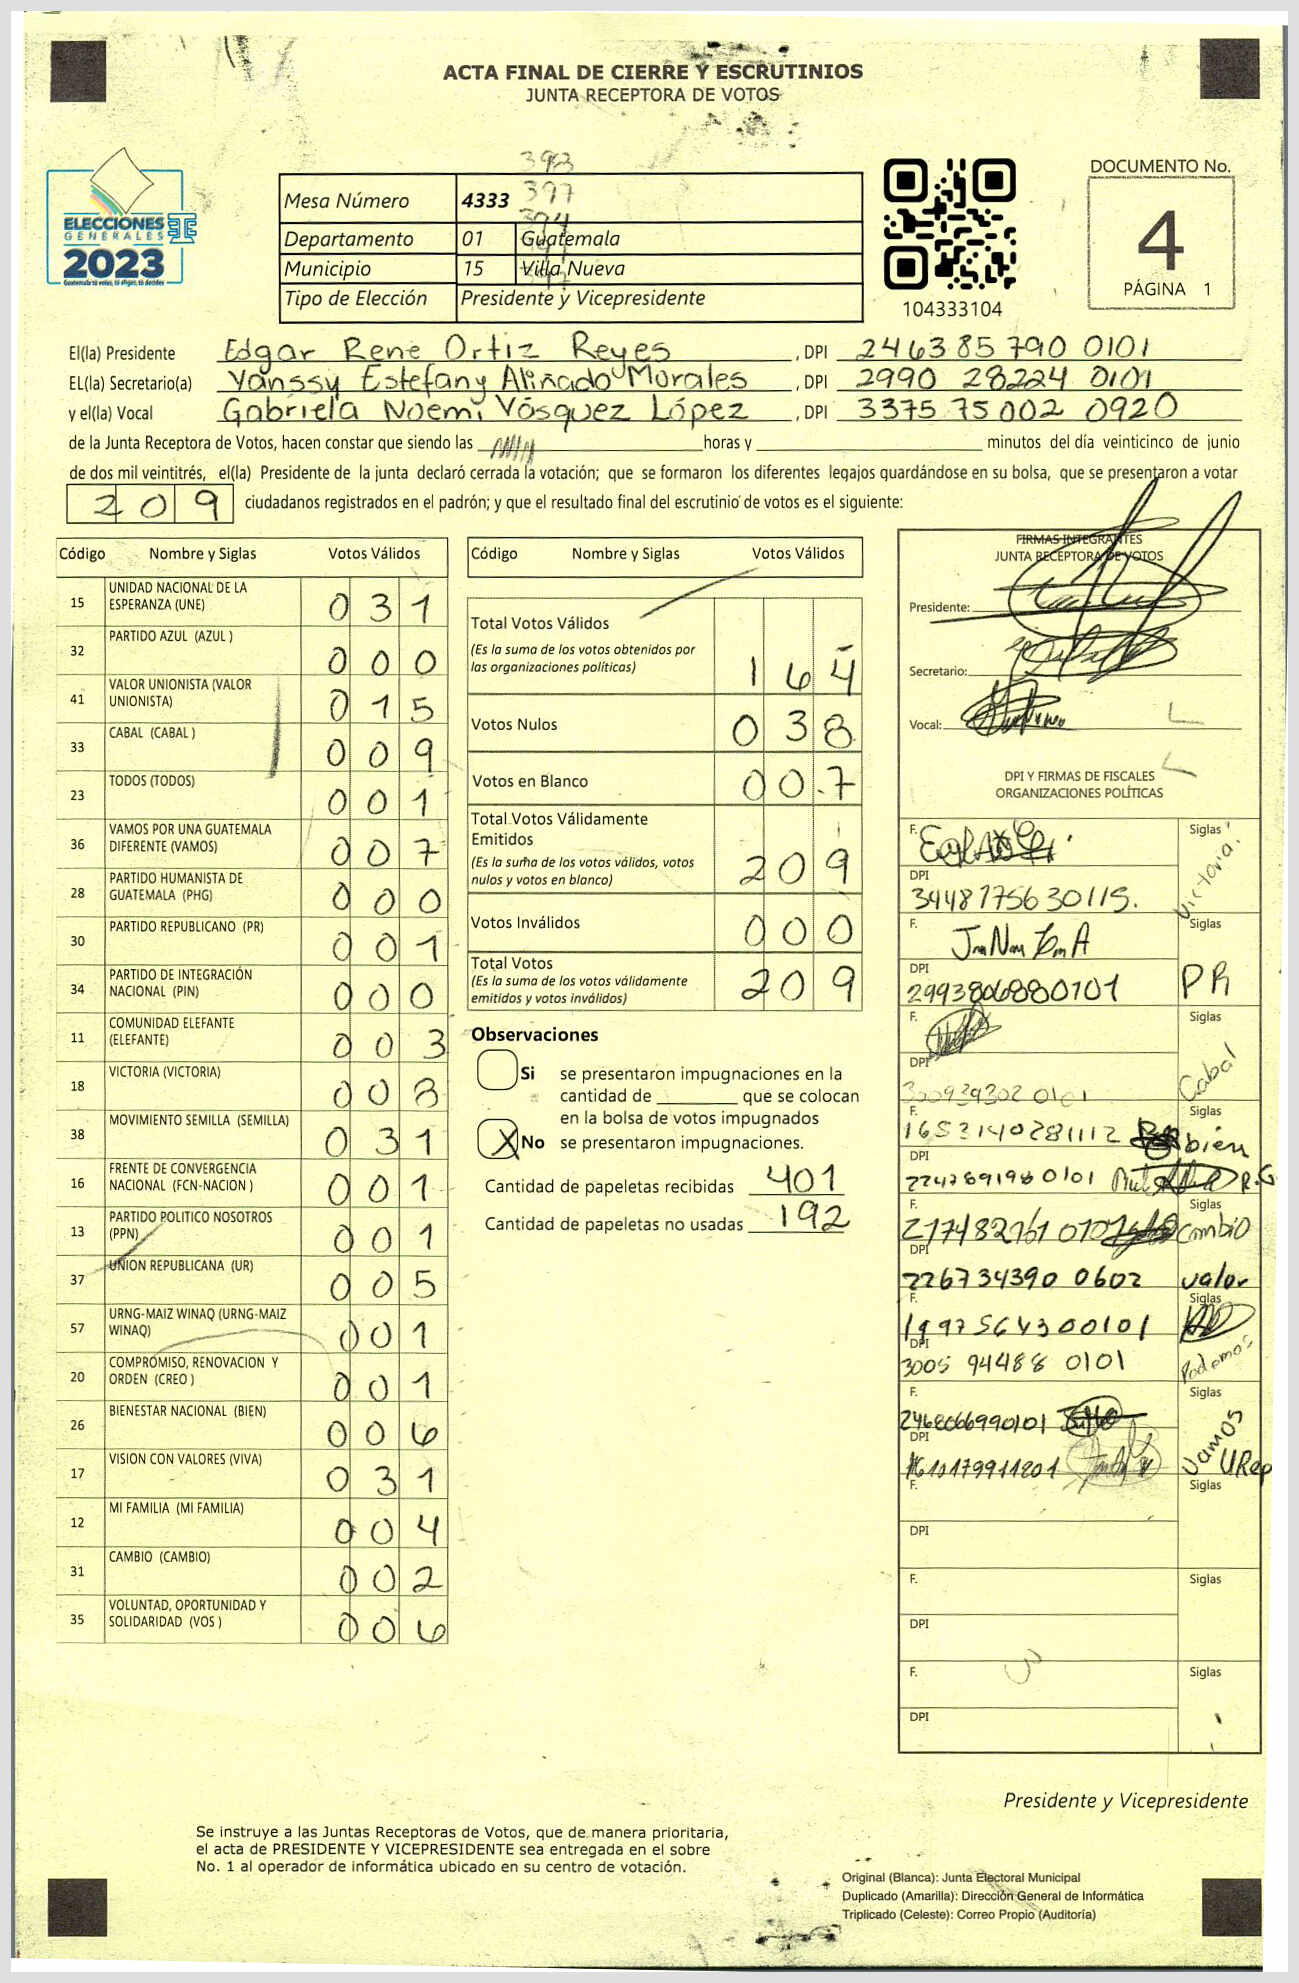 ACTA FINAL DE CIERRE Y ESCRUTINIOS
JUNTA RECEPTORA DE VOTOS
ELECCIONES
GENERALES
2023
Guatemala tú votas, tú eliges, tú decides
393
397
Mesa Número 4333
Departamento 01 Guatemala
Municipio 15 Villa Nueva
Tipo de Elección Presidente y Vicepresidente
104333104
DOCUMENTO No.
4
PÁGINA 1
El(la) Presidente Edgar Rene Ortiz Reyes, DPI 2463 85790 0101
EL(la) Secretario(a) Vanssy Estefany Aliñado Morales, DPI 2990 28224 0101
y el(la) Vocal Gabriela Noemí Vásquez López, DPI 3375 75002 0920
de la Junta Receptora de Votos, hacen constar que siendo las horas y minutos del día veinticinco de junio
de dos mil veintitrés, el(la) Presidente de la junta declaró cerrada la votación; que se formaron los diferentes legajos quardándose en su bolsa, que se presentaron a votar
209 ciudadanos registrados en el padrón; y que el resultado final del escrutinio de votos es el siguiente:
Código Nombre y Siglas Votos Válidos
15 UNIDAD NACIONAL DE LA ESPERANZA (UNE) 031
32 PARTIDO AZUL (AZUL ) 000
41 VALOR UNIONISTA (VALOR UNIONISTA) 015
33 CABAL (CABAL ) 009
23 TODOS (TODOS) 001
36 VAMOS POR UNA GUATEMALA DIFERENTE (VAMOS) 007
28 PARTIDO HUMANISTA DE GUATEMALA (PHG) 000
30 PARTIDO REPUBLICANO (PR) 001
34 PARTIDO DE INTEGRACIÓN NACIONAL (PIN) 000
11 COMUNIDAD ELEFANTE (ELEFANTE) 003
18 VICTORIA (VICTORIA) 008
38 MOVIMIENTO SEMILLA (SEMILLA) 031
16 FRENTE DE CONVERGENCIA NACIONAL (FCN-NACION ) 001
13 PARTIDO POLITICO NOSOTROS (PPN) 001
37 UNION REPUBLICANA (UR) 005
57 URNG-MAIZ WINAQ (URNG-MAIZ WINAQ) 001
20 COMPROMISO, RENOVACION Y ORDEN (CREO ) 001
26 BIENESTAR NACIONAL (BIEN) 006
17 VISION CON VALORES (VIVA) 031
12 MI FAMILIA (MI FAMILIA) 004
31 CAMBIO (CAMBIO) 002
35 VOLUNTAD, OPORTUNIDAD Y SOLIDARIDAD (VOS ) 006
Código Nombre y Siglas Votos Válidos
Total Votos Válidos
(Es la suma de los votos obtenidos por
las organizaciones políticas) 164
Votos Nulos 038
Votos en Blanco 007
Total Votos Válidamente
Emitidos
(Es la suma de los votos válidos, votos
nulos y votos en blanco) 209
Votos Inválidos 000
Total Votos
(Es la suma de los votos válidamente
emitidos y votos inválidos) 209
Observaciones
Si se presentaron impugnaciones en la
cantidad de que se colocan
en la bolsa de votos impugnados
X No se presentaron impugnaciones.
Cantidad de papeletas recibidas 401
Cantidad de papeletas no usadas 192
FIRMAS INTEGRANTES
JUNTA RECEPTORA DE VOTOS
Presidente:
Secretario:
Vocal:
DPI Y FIRMAS DE FISCALES
ORGANIZACIONES POLÍTICAS
F. Siglas Victoria.
DPI 3448775630115.
F. Siglas
DPI 2993806880101 PR
F. Siglas
DPI 300939302 0101 Cabal
F. 1653140281112 Siglas bien
DPI 2247891980101 R.G
F. Siglas Cambio
DPI 226734390 0602 valor
F. 1997564300101 Siglas
DPI 3005 94488 0101 Podemos
F. 2468066990101 Siglas Vamos
DPI 1610179911201 URep
F. Siglas
DPI
F. Siglas
DPI
F. Siglas
DPI
Presidente y Vicepresidente
Se instruye a las Juntas Receptoras de Votos, que de manera prioritaria,
el acta de PRESIDENTE Y VICEPRESIDENTE sea entregada en el sobre
No. 1 al operador de informática ubicado en su centro de votación.
Original (Blanca): Junta Electoral Municipal
Duplicado (Amarilla): Dirección General de Informática
Triplicado (Celeste): Correo Propio (Auditoría)